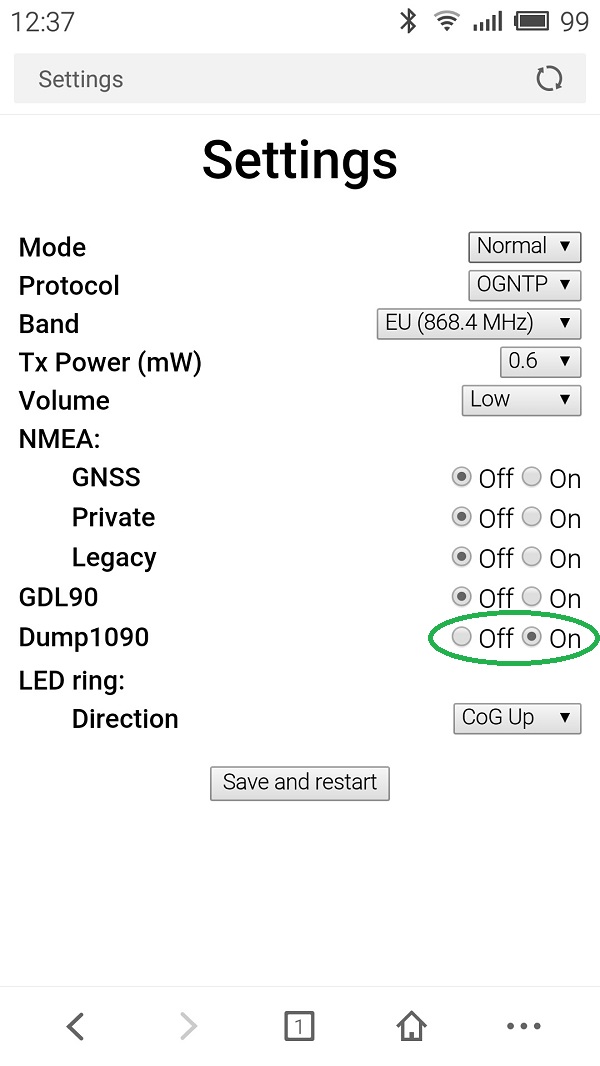 12:37 99
Settings
Settings
Mode Normal
Protocol OGNTP
Band EU (868.4 MHz)
Tx Power (mW) 0.6
Volume Low
NMEA:
GNSS Off On
Private Off On
Legacy Off On
GDL90 Off On
Dump1090 Off On
LED ring:
Direction CoG Up
Save and restart
1